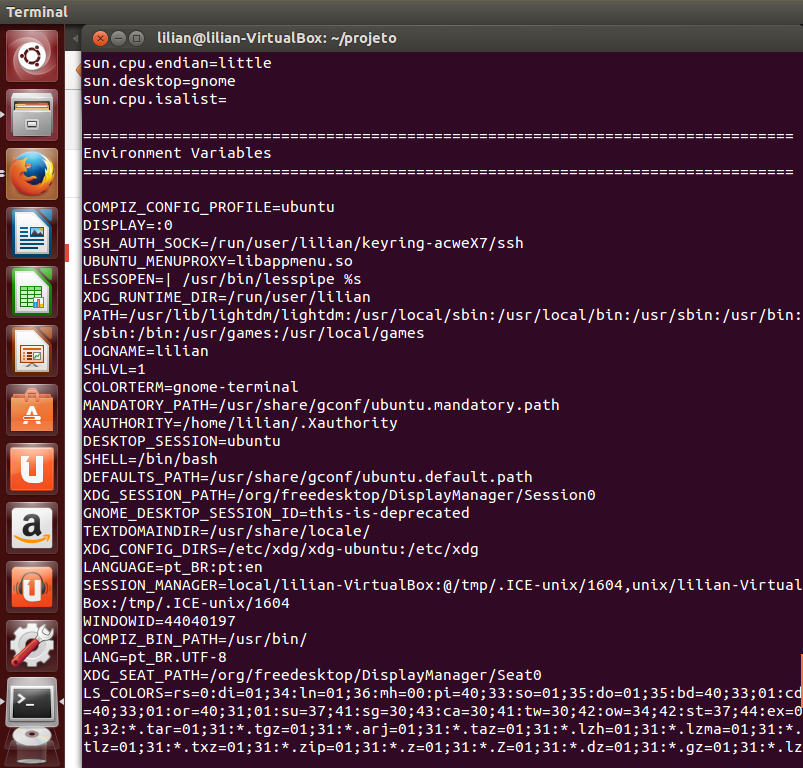 Terminal
lilian@lilian-VirtualBox: ~/projeto
sun.cpu.endian=little
sun.desktop=gnome
sun.cpu.isalist=
===============================================================================
Environment Variables
===============================================================================
COMPIZ_CONFIG_PROFILE=ubuntu
DISPLAY=:0
SSH_AUTH_SOCK=/run/user/lilian/keyring-acweX7/ssh
UBUNTU_MENUPROXY=libappmenu.so
LESSOPEN=| /usr/bin/lesspipe %s
XDG_RUNTIME_DIR=/run/user/lilian
PATH=/usr/lib/lightdm/lightdm:/usr/local/sbin:/usr/local/bin:/usr/sbin:/usr/bin:
/sbin:/bin:/usr/games:/usr/local/games
LOGNAME=lilian
SHLVL=1
COLORTERM=gnome-terminal
MANDATORY_PATH=/usr/share/gconf/ubuntu.mandatory.path
XAUTHORITY=/home/lilian/.Xauthority
DESKTOP_SESSION=ubuntu
SHELL=/bin/bash
DEFAULTS_PATH=/usr/share/gconf/ubuntu.default.path
XDG_SESSION_PATH=/org/freedesktop/DisplayManager/Session0
GNOME_DESKTOP_SESSION_ID=this-is-deprecated
TEXTDOMAINDIR=/usr/share/locale/
XDG_CONFIG_DIRS=/etc/xdg/xdg-ubuntu:/etc/xdg
LANGUAGE=pt_BR:pt:en
SESSION_MANAGER=local/lilian-VirtualBox:@/tmp/.ICE-unix/1604,unix/lilian-Virtual
Box:/tmp/.ICE-unix/1604
WINDOWID=44040197
COMPIZ_BIN_PATH=/usr/bin/
LANG=pt_BR.UTF-8
XDG_SEAT_PATH=/org/freedesktop/DisplayManager/Seat0
LS_COLORS=rs=0:di=01;34:ln=01;36:mh=00:pi=40;33:so=01;35:do=01;35:bd=40;33;01:cd
=40;33;01:or=40;31;01:su=37;41:sg=30;43:ca=30;41:tw=30;42:ow=34;42:st=37;44:ex=0
1;32:*.tar=01;31:*.tgz=01;31:*.arj=01;31:*.taz=01;31:*.lzh=01;31:*.lzma=01;31:*.
tlz=01;31:*.txz=01;31:*.zip=01;31:*.z=01;31:*.Z=01;31:*.dz=01;31:*.gz=01;31:*.lz